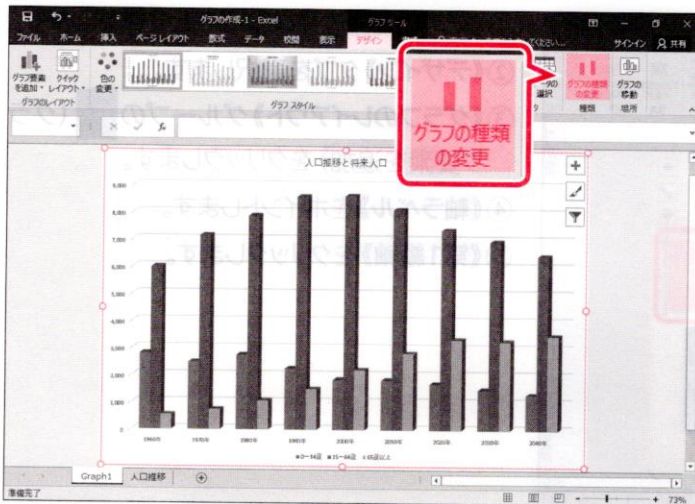 グラフの作成-1 - Excel
グラフ ツール
ファイル ホーム 挿入 ページレイアウト 数式 データ 校閲 表示 デザイン
サインイン 共有
グラフ要素を追加
クイックレイアウト
色の変更
グラフの種類の変更
グラフの移動
グラフのレイアウト
グラフ スタイル
種類
場所
グラフの種類
の変更
人口推移と将来人口
9,000
8,000
7,000
6,000
5,000
4,000
3,000
2,000
1,000
0
1960年 1970年 1980年 1990年 2000年 2010年 2020年 2030年 2040年
0~14歳 15~64歳 65歳以上
Graph1 人口推移
準備完了
73%